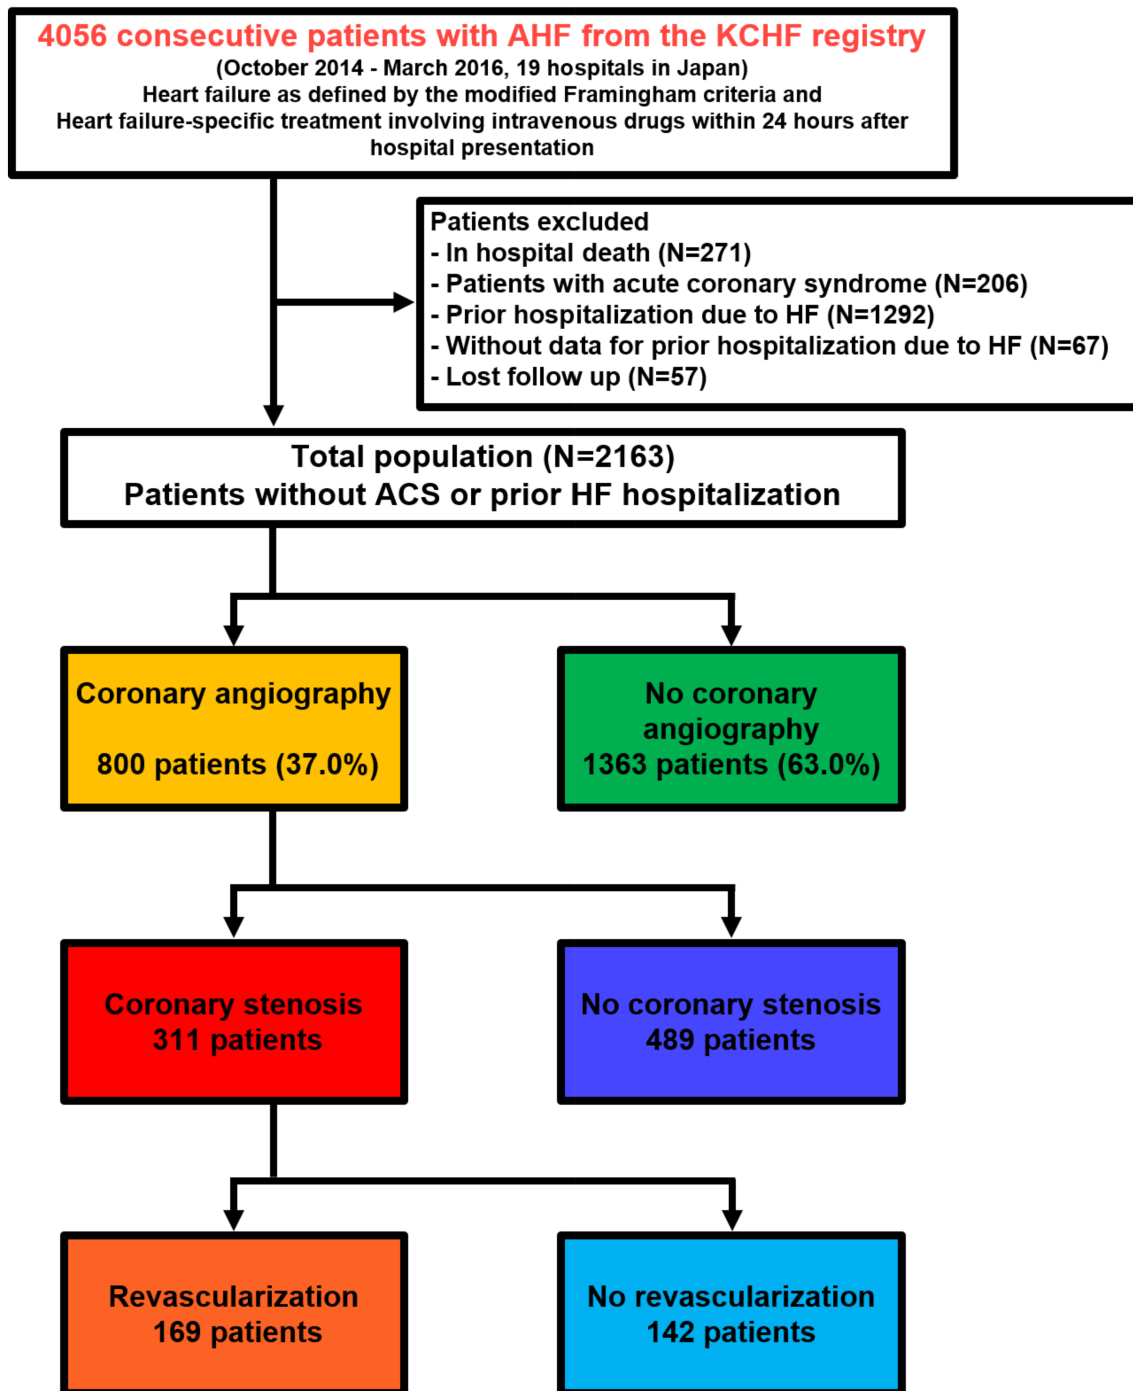 4056 consecutive patients with AHF from the KCHF registry
(October 2014 - March 2016, 19 hospitals in Japan)
Heart failure as defined by the modified Framingham criteria and
Heart failure-specific treatment involving intravenous drugs within 24 hours after
hospital presentation
Patients excluded
- In hospital death (N=271)
- Patients with acute coronary syndrome (N=206)
- Prior hospitalization due to HF (N=1292)
- Without data for prior hospitalization due to HF (N=67)
- Lost follow up (N=57)
Total population (N=2163)
Patients without ACS or prior HF hospitalization
Coronary angiography
800 patients (37.0%)
No coronary
angiography
1363 patients (63.0%)
Coronary stenosis
311 patients
No coronary stenosis
489 patients
Revascularization
169 patients
No revascularization
142 patients